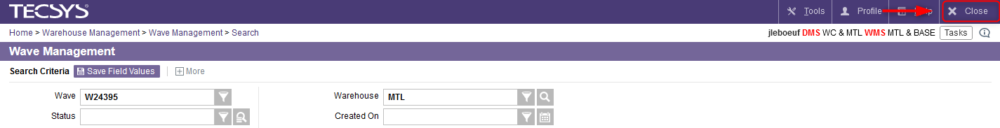 TECSYS®
Tools Profile Help Close
Home > Warehouse Management > Wave Management > Search
jleboeuf DMS WC & MTL WMS MTL & BASE Tasks
Wave Management
Search Criteria Save Field Values More
Wave W24395 Warehouse MTL
Status Created On